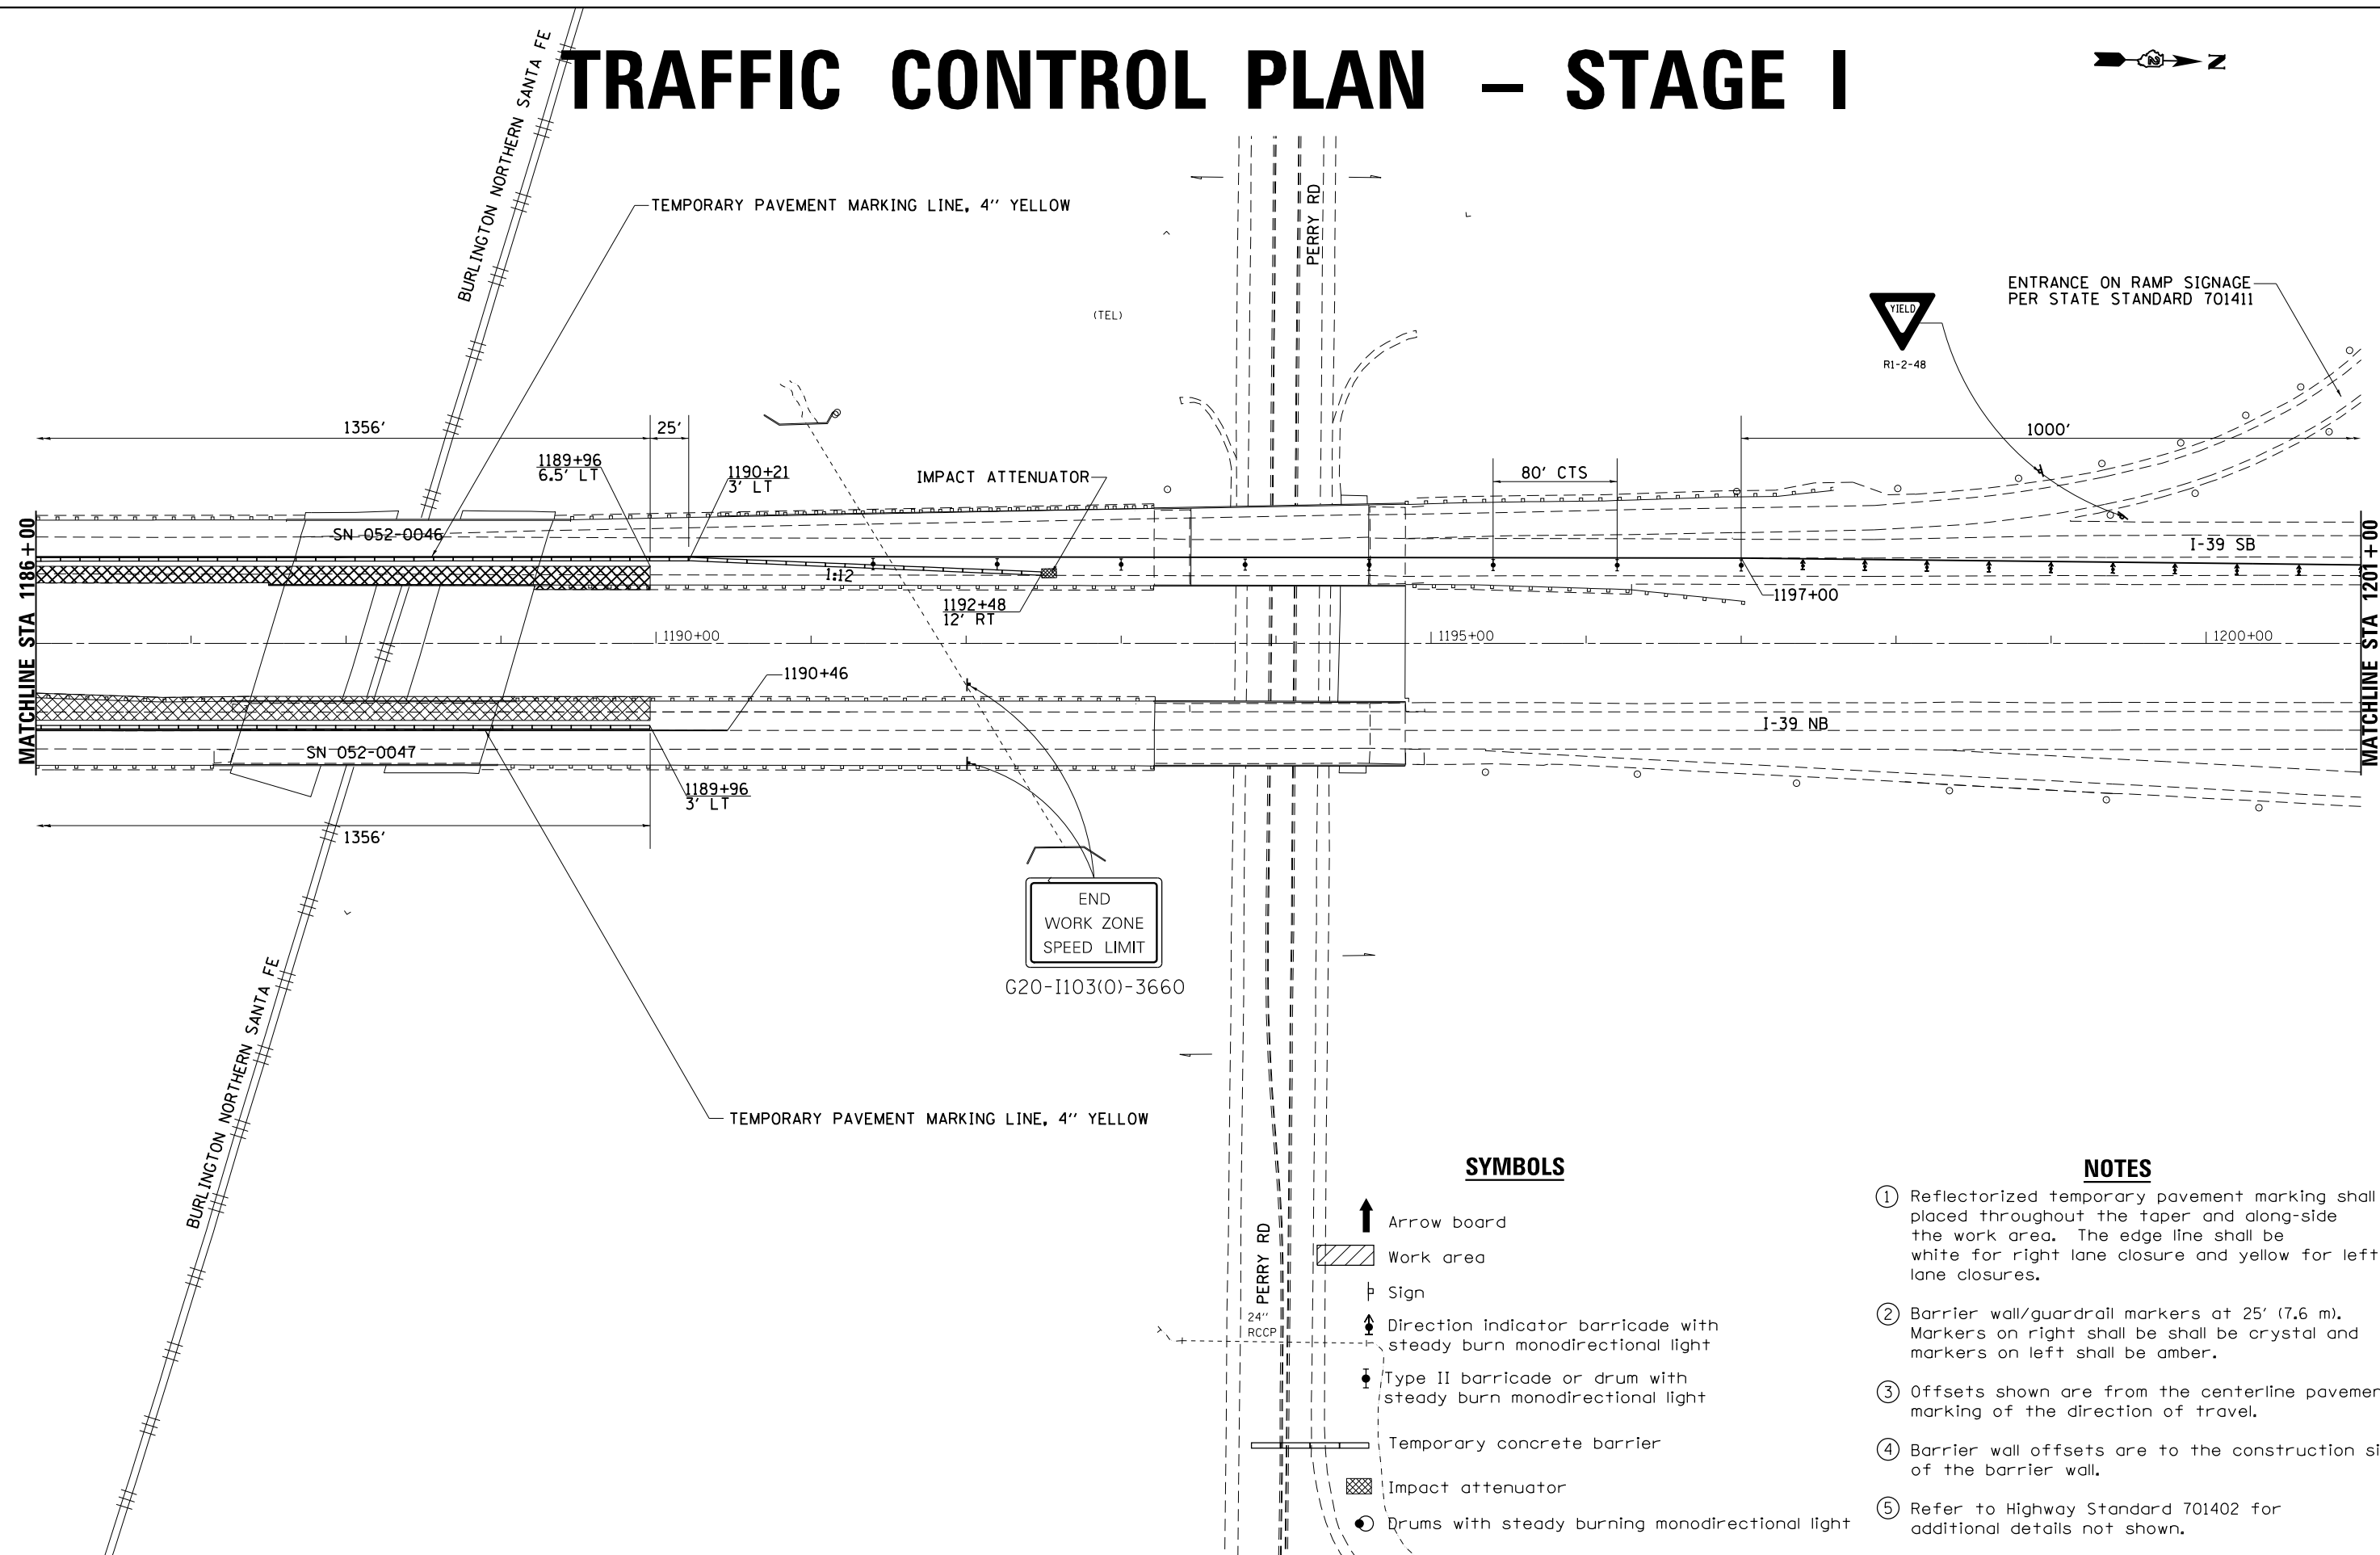 TRAFFIC CONTROL PLAN – STAGE I
N
BURLINGTON NORTHERN SANTA FE
TEMPORARY PAVEMENT MARKING LINE, 4'' YELLOW
PERRY RD
(TEL)
YIELD
R1-2-48
ENTRANCE ON RAMP SIGNAGE
PER STATE STANDARD 701411
1356'
25'
1189+96
6.5' LT
1190+21
3' LT
IMPACT ATTENUATOR
80' CTS
1000'
MATCHLINE STA 1186+00
SN 052-0046
1:12
1192+48
12' RT
1197+00
I-39 SB
MATCHLINE STA 1201+00
1190+00
1195+00
1200+00
1190+46
I-39 NB
SN 052-0047
1189+96
3' LT
1356'
END
WORK ZONE
SPEED LIMIT
G20-I103(O)-3660
BURLINGTON NORTHERN SANTA FE
TEMPORARY PAVEMENT MARKING LINE, 4'' YELLOW
PERRY RD
24''
RCCP
SYMBOLS
Arrow board
Work area
Sign
Direction indicator barricade with
steady burn monodirectional light
Type II barricade or drum with
steady burn monodirectional light
Temporary concrete barrier
Impact attenuator
Drums with steady burning monodirectional light
NOTES
1 Reflectorized temporary pavement marking shall
placed throughout the taper and along-side
the work area. The edge line shall be
white for right lane closure and yellow for left
lane closures.
2 Barrier wall/guardrail markers at 25' (7.6 m).
Markers on right shall be shall be crystal and
markers on left shall be amber.
3 Offsets shown are from the centerline pavemen
marking of the direction of travel.
4 Barrier wall offsets are to the construction si
of the barrier wall.
5 Refer to Highway Standard 701402 for
additional details not shown.